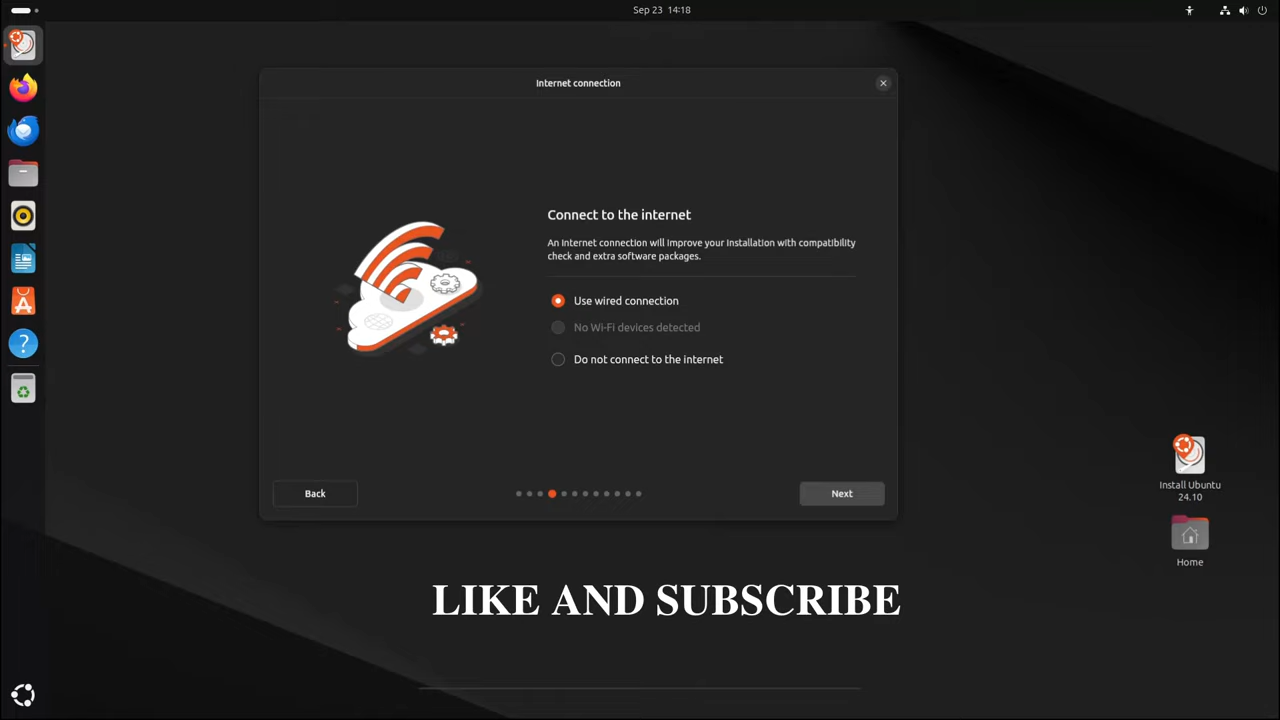 Sep 23 14:18
Internet connection
Connect to the internet
An Internet connection will improve your installation with compatibility
check and extra software packages.
Use wired connection
No Wi-Fi devices detected
Do not connect to the internet
Back
Next
Install Ubuntu
24.10
Home
LIKE AND SUBSCRIBE